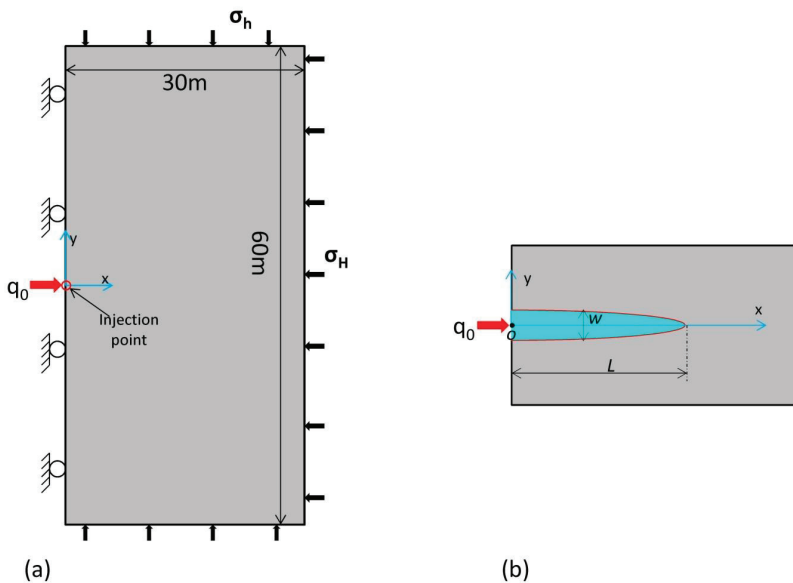 σh
30m
60m
y
x
q0
Injection
point
σH
(a)
y
x
w
q0
o
L
(b)